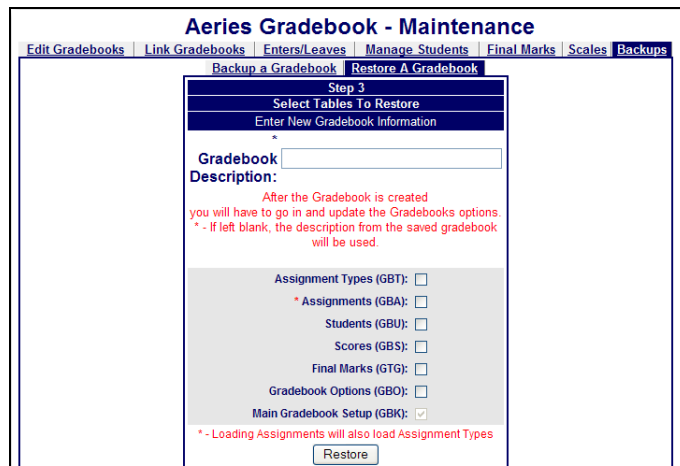 Aeries Gradebook - Maintenance
Edit Gradebooks Link Gradebooks Enters/Leaves Manage Students Final Marks Scales Backups
Backup a Gradebook Restore A Gradebook
Step 3
Select Tables To Restore
Enter New Gradebook Information
*
Gradebook
Description:
After the Gradebook is created
you will have to go in and update the Gradebooks options.
* - If left blank, the description from the saved gradebook
will be used.
Assignment Types (GBT):
* Assignments (GBA):
Students (GBU):
Scores (GBS):
Final Marks (GTG):
Gradebook Options (GBO):
Main Gradebook Setup (GBK):
* - Loading Assignments will also load Assignment Types
Restore